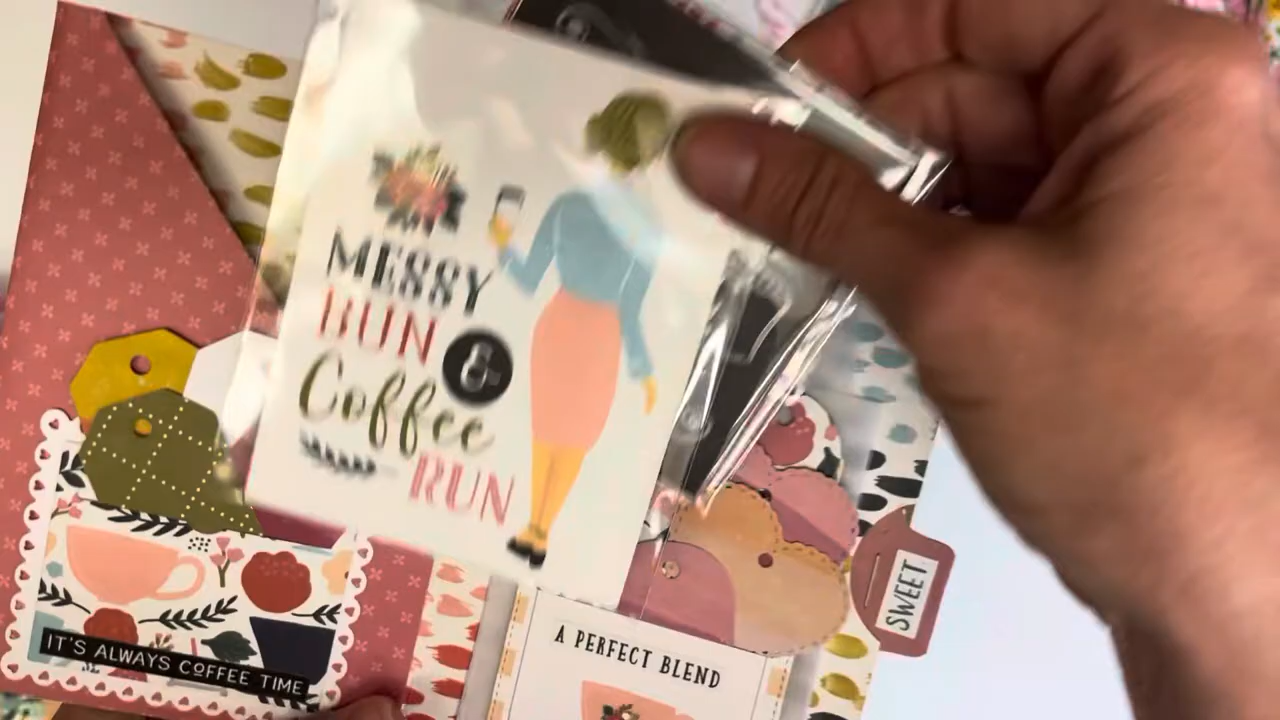 MESSY
BUN &
Coffee
RUN
IT'S ALWAYS COFFEE TIME
A PERFECT BLEND
SWEET